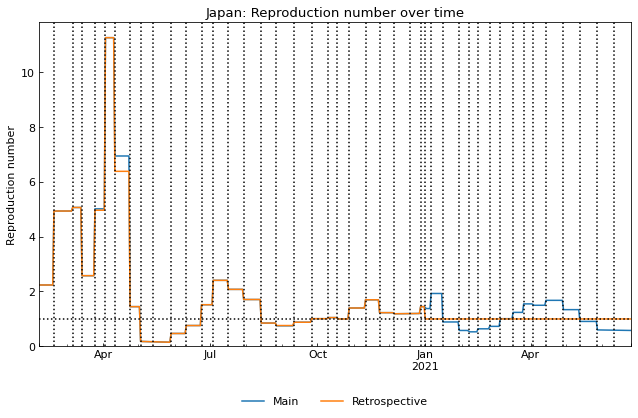 Japan: Reproduction number over time
Reproduction number
10
8
6
4
2
0
Apr
Jul
Oct
Jan
2021
Apr
Main
Retrospective